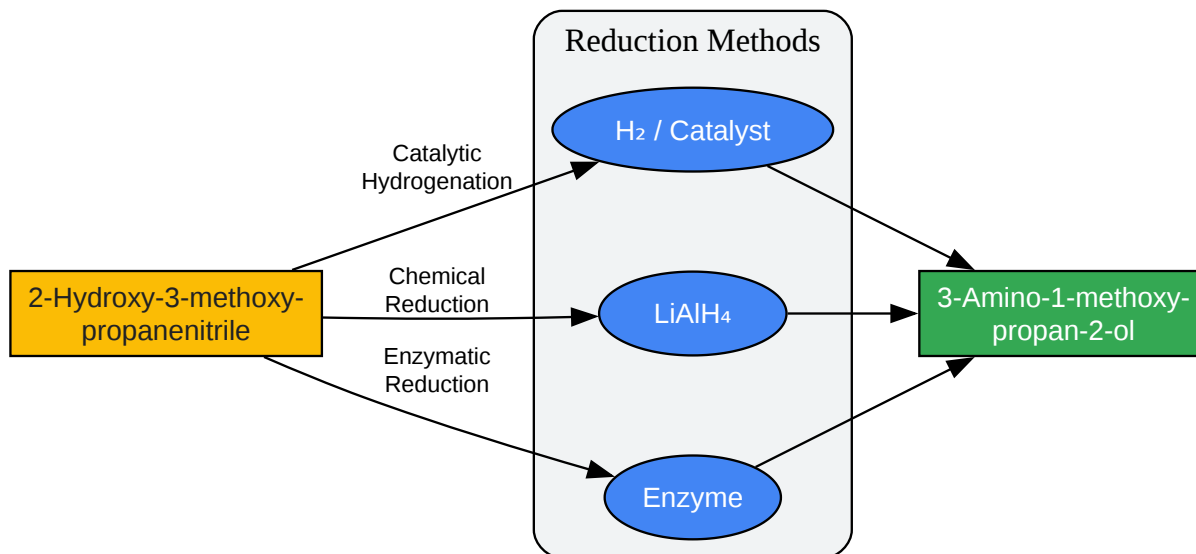 Reduction Methods
H₂ / Catalyst
Catalytic
Hydrogenation
2-Hydroxy-3-methoxy-
propanenitrile
Chemical
Reduction
LiAlH₄
3-Amino-1-methoxy-
propan-2-ol
Enzymatic
Reduction
Enzyme